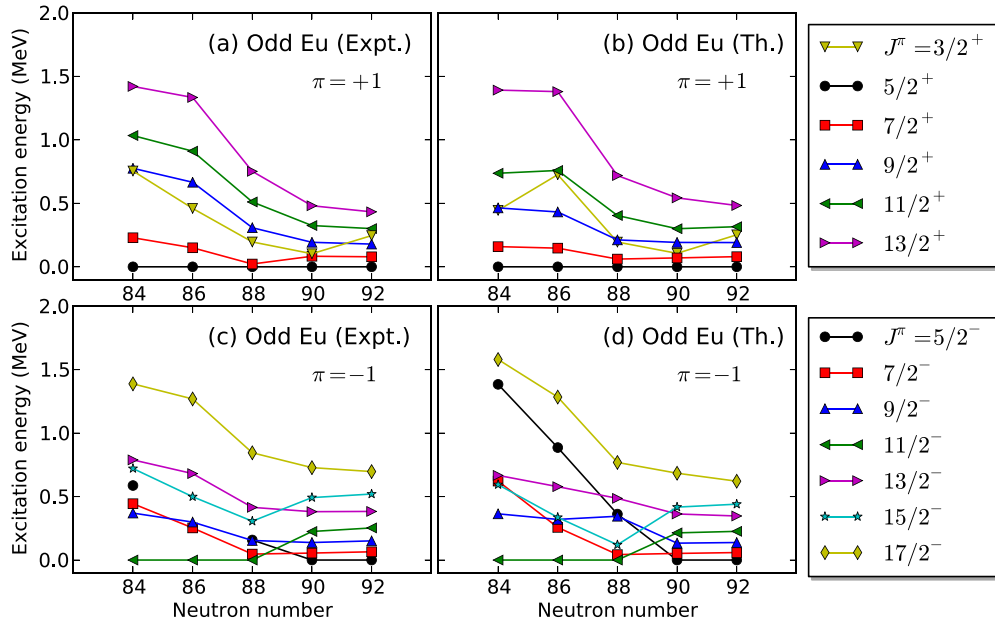 2.0
1.5
1.0
0.5
0.0
Excitation energy (MeV)
(a) Odd Eu (Expt.)
π=+1
84 86 88 90 92
(b) Odd Eu (Th.)
π=+1
84 86 88 90 92
J^π =3/2^+
5/2^+
7/2^+
9/2^+
11/2^+
13/2^+
2.0
1.5
1.0
0.5
0.0
Excitation energy (MeV)
(c) Odd Eu (Expt.)
π=−1
84 86 88 90 92
Neutron number
(d) Odd Eu (Th.)
π=−1
84 86 88 90 92
Neutron number
J^π =5/2^−
7/2^−
9/2^−
11/2^−
13/2^−
15/2^−
17/2^−